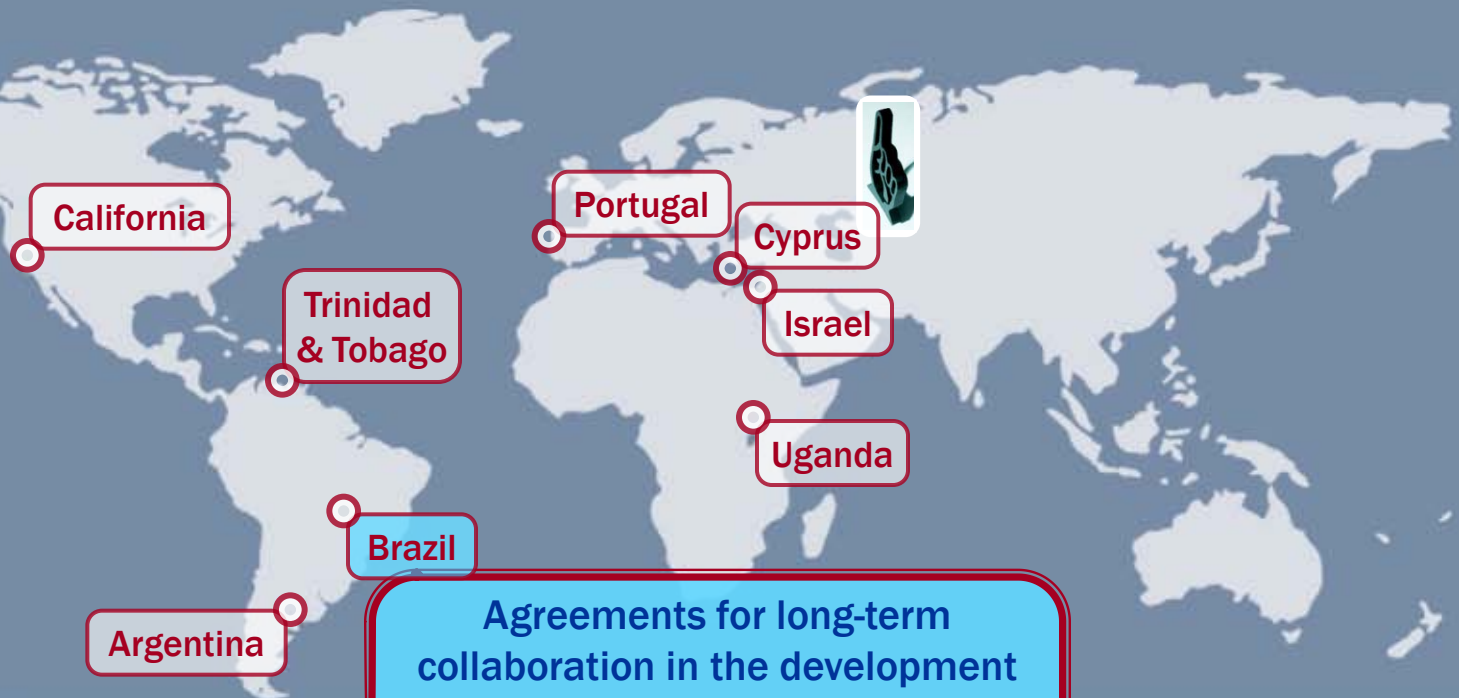 California
Portugal
Cyprus
Trinidad
& Tobago
Israel
Uganda
Brazil
Argentina
Agreements for long-term
collaboration in the development